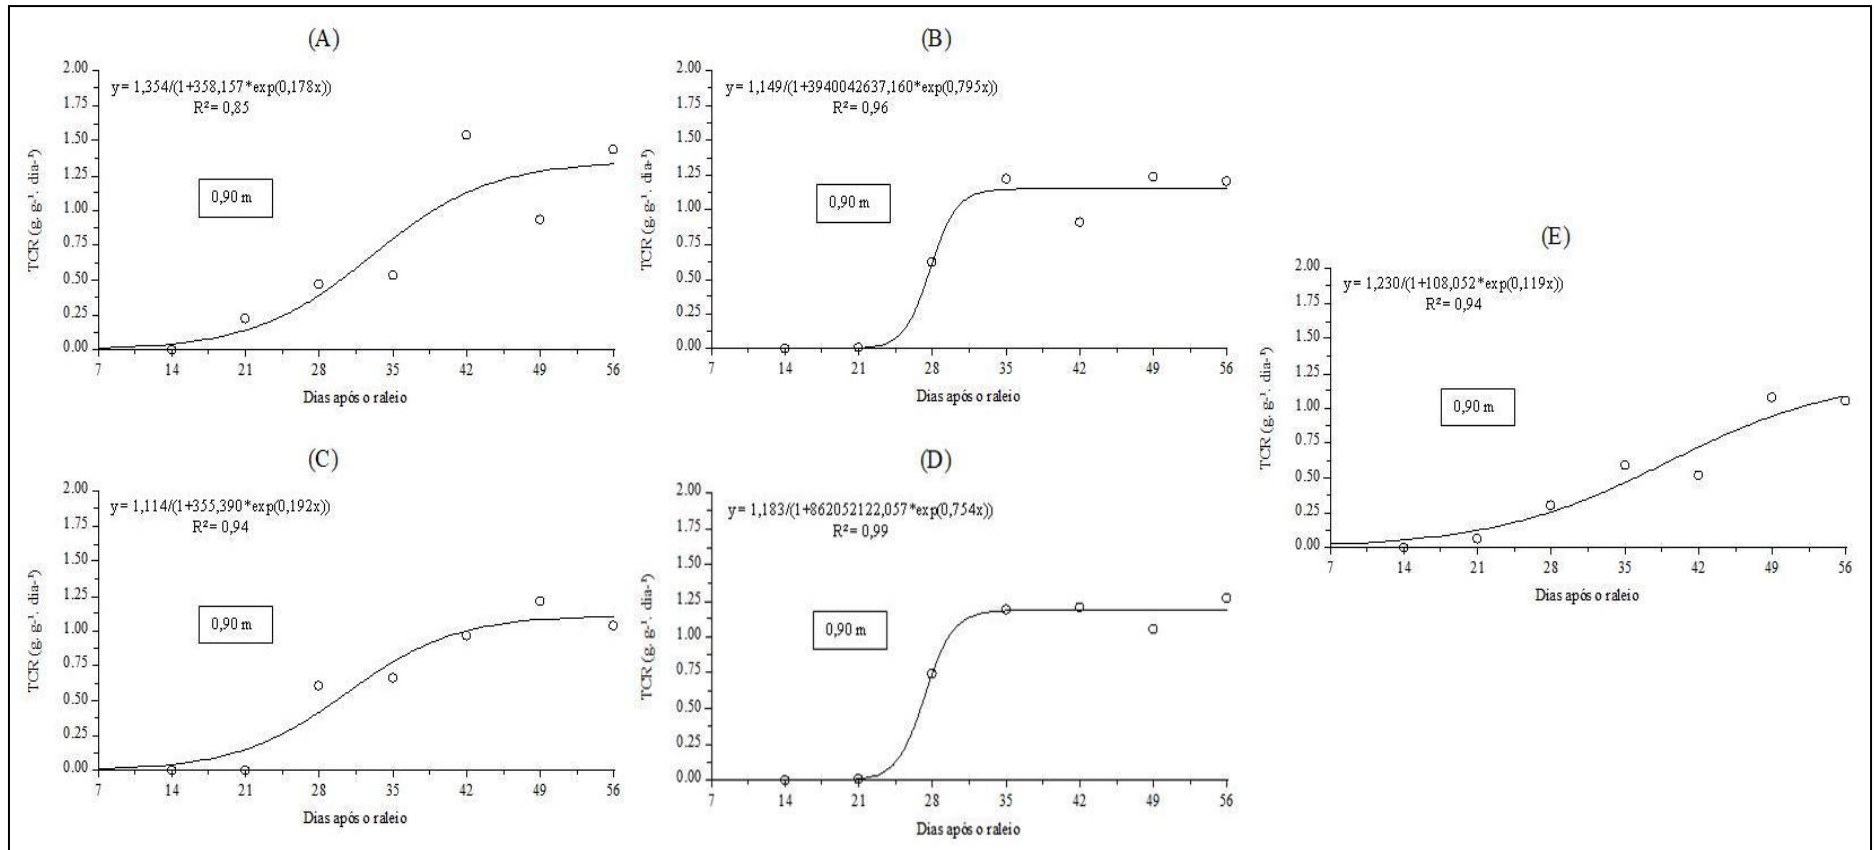 (A)
y = 1,354/(1+358,157*exp(0,178x))
R² = 0,85
0,90 m
TCR (g. g-¹. dia-¹)
2.00
1.75
1.50
1.25
1.00
0.75
0.50
0.25
0.00
7 14 21 28 35 42 49 56
Dias após o raleio
(B)
y = 1,149/(1+3940042637,160*exp(0,795x))
R² = 0,96
0,90 m
TCR (g. g-¹. dia-¹)
2.00
1.75
1.50
1.25
1.00
0.75
0.50
0.25
0.00
7 14 21 28 35 42 49 56
Dias após o raleio
(C)
y = 1,114/(1+355,390*exp(0,192x))
R² = 0,94
0,90 m
TCR (g. g-¹. dia-¹)
2.00
1.75
1.50
1.25
1.00
0.75
0.50
0.25
0.00
7 14 21 28 35 42 49 56
Dias após o raleio
(D)
y = 1,183/(1+862052122,057*exp(0,754x))
R² = 0,99
0,90 m
TCR (g. g-¹. dia-¹)
2.00
1.75
1.50
1.25
1.00
0.75
0.50
0.25
0.00
7 14 21 28 35 42 49 56
Dias após o raleio
(E)
y = 1,230/(1+108,052*exp(0,119x))
R² = 0,94
0,90 m
TCR (g. g-¹. dia-¹)
2.00
1.75
1.50
1.25
1.00
0.75
0.50
0.25
0.00
7 14 21 28 35 42 49 56
Dias após o raleio